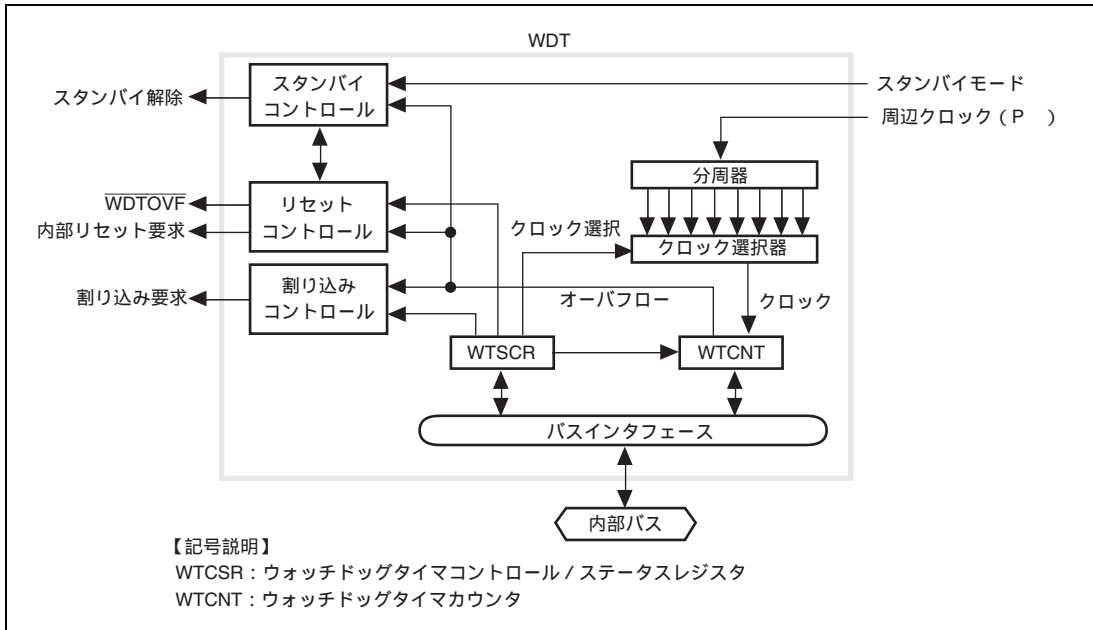 WDT
スタンバイ
コントロール
スタンバイ解除
スタンバイモード
周辺クロック（P　）
分周器
WDTOVF
内部リセット要求
リセット
コントロール
クロック選択
クロック選択器
割り込み要求
割り込み
コントロール
オーバフロー
クロック
WTSCR
WTCNT
バスインタフェース
内部バス
【記号説明】
WTCSR：ウォッチドッグタイマコントロール / ステータスレジスタ
WTCNT：ウォッチドッグタイマカウンタ